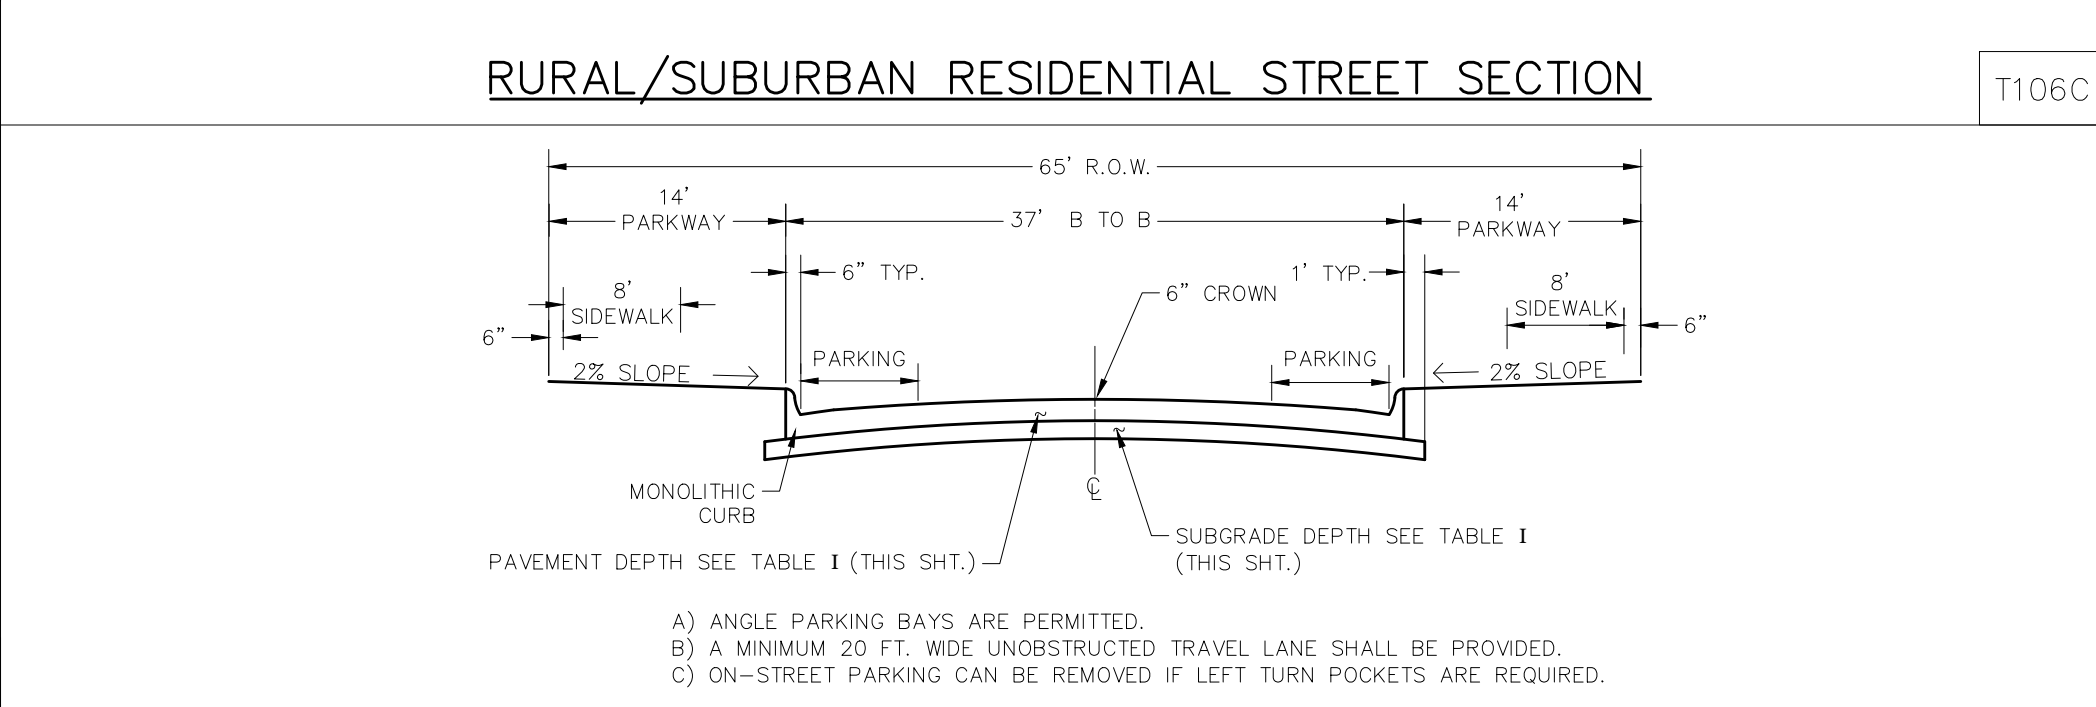 RURAL/SUBURBAN RESIDENTIAL STREET SECTION
T106C
65' R.O.W.
14'
PARKWAY
37' B TO B
14'
PARKWAY
6" TYP.
1' TYP.
8'
SIDEWALK
6" CROWN
8'
SIDEWALK
6"
6"
2% SLOPE
PARKING
PARKING
2% SLOPE
MONOLITHIC
CURB
℄
PAVEMENT DEPTH SEE TABLE I (THIS SHT.)
SUBGRADE DEPTH SEE TABLE I
(THIS SHT.)
A) ANGLE PARKING BAYS ARE PERMITTED.
B) A MINIMUM 20 FT. WIDE UNOBSTRUCTED TRAVEL LANE SHALL BE PROVIDED.
C) ON-STREET PARKING CAN BE REMOVED IF LEFT TURN POCKETS ARE REQUIRED.